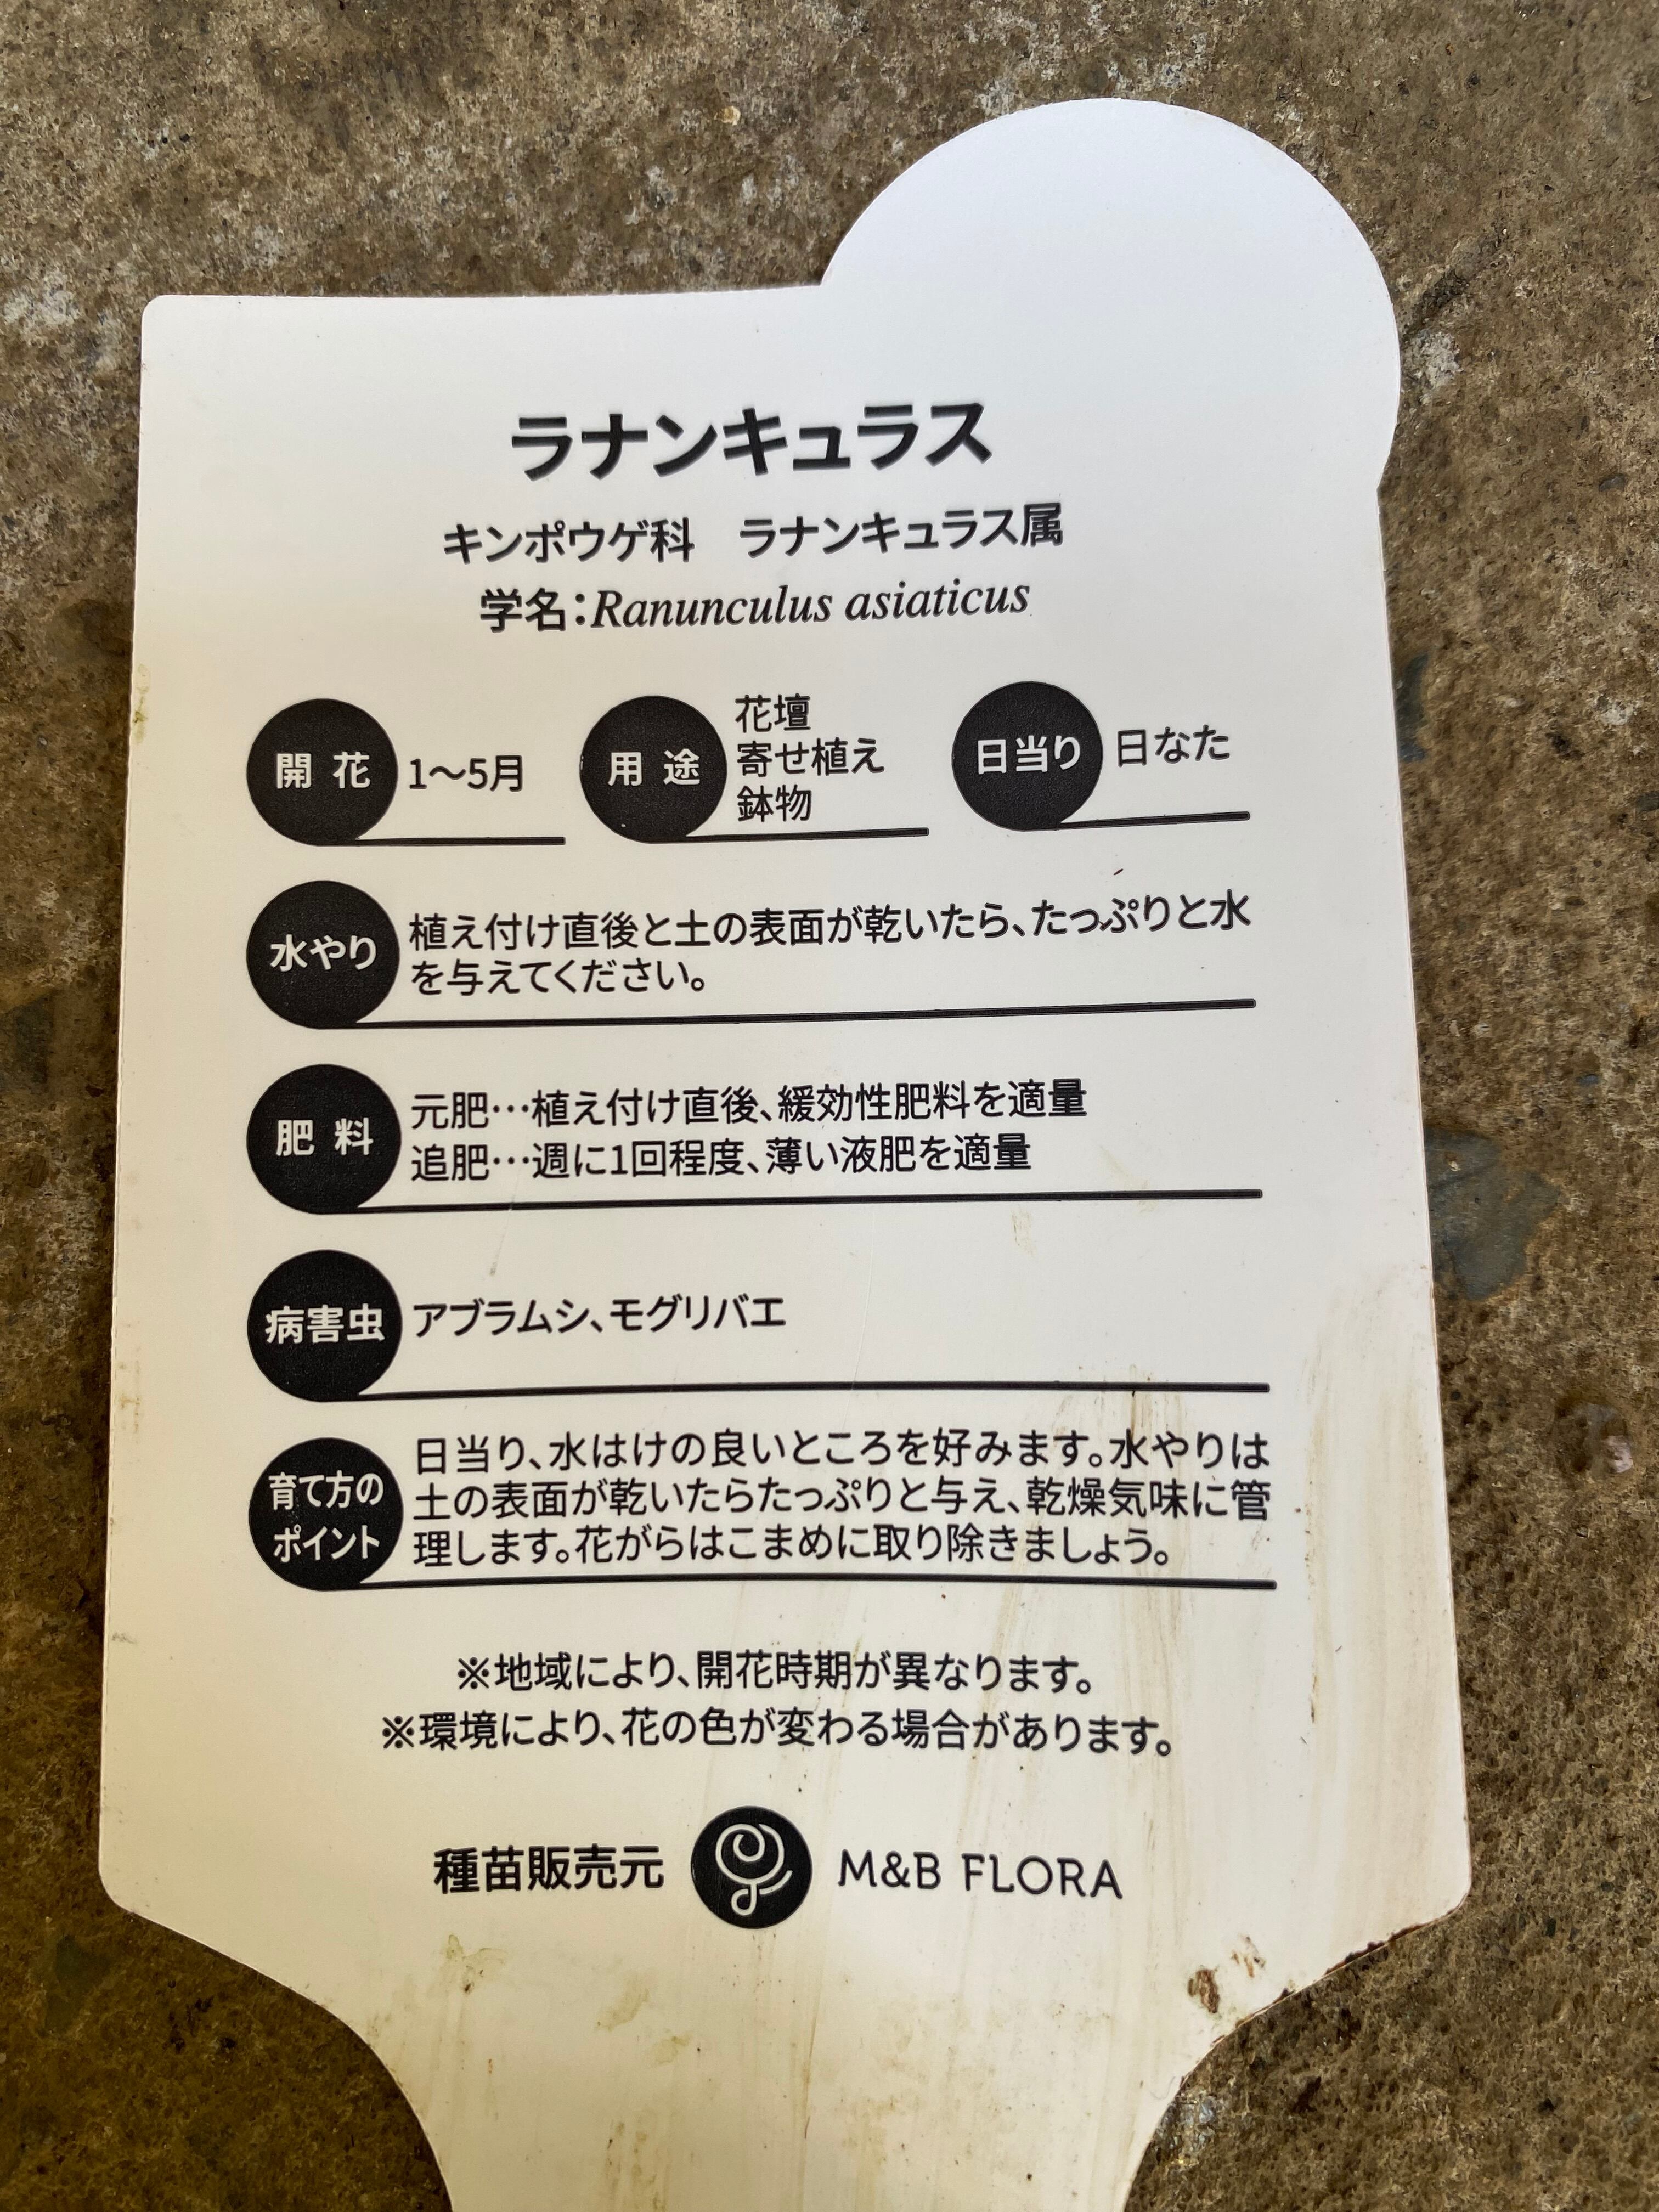 ラナンキュラス
キンポウゲ科　ラナンキュラス属
学名：Ranunculus asiaticus
開花 1～5月
用途 花壇
寄せ植え
鉢物
日当り 日なた
水やり 植え付け直後と土の表面が乾いたら、たっぷりと水
を与えてください。
肥料 元肥…植え付け直後、緩効性肥料を適量
追肥…週に1回程度、薄い液肥を適量
病害虫 アブラムシ、モグリバエ
育て方の
ポイント
日当り、水はけの良いところを好みます。水やりは
土の表面が乾いたらたっぷりと与え、乾燥気味に管
理します。花がらはこまめに取り除きましょう。
※地域により、開花時期が異なります。
※環境により、花の色が変わる場合があります。
種苗販売元 M&B FLORA